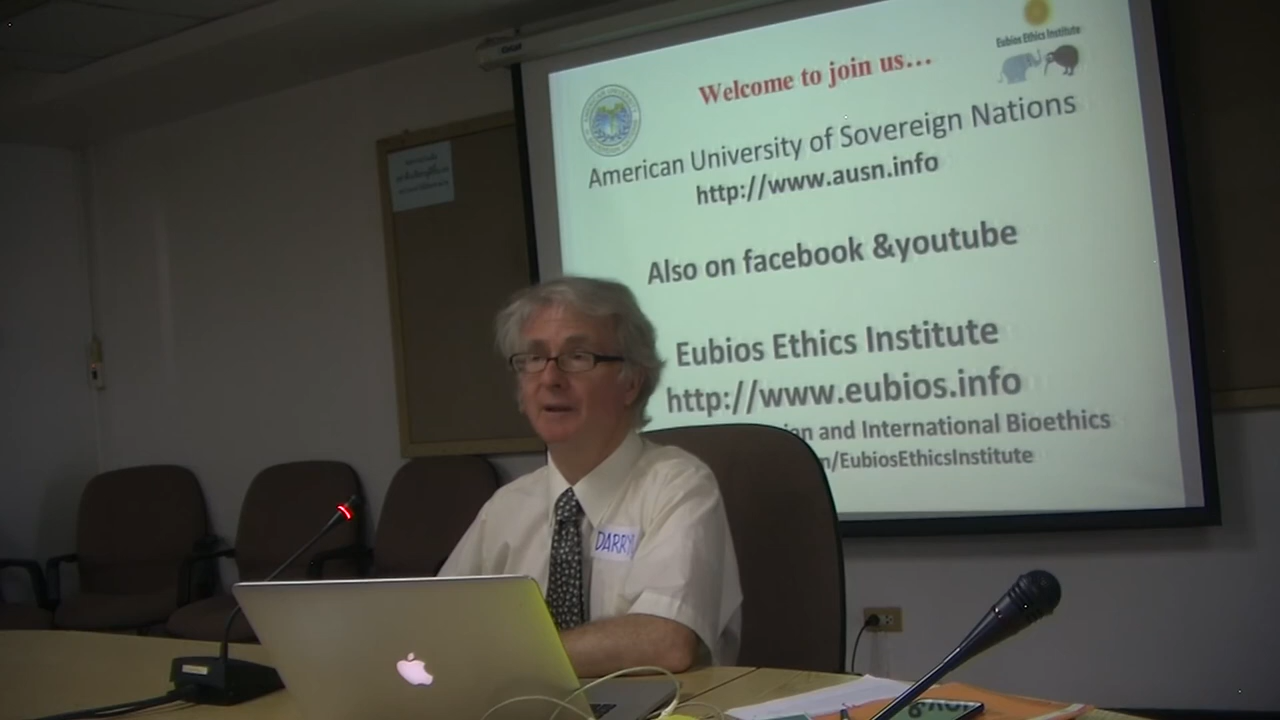 Eubios Ethics Institute
Welcome to join us...
American University of Sovereign Nations
http://www.ausn.info
Also on facebook &youtube
Eubios Ethics Institute
http://www.eubios.info
and International Bioethics
/EubiosEthicsInstitute
DARRY